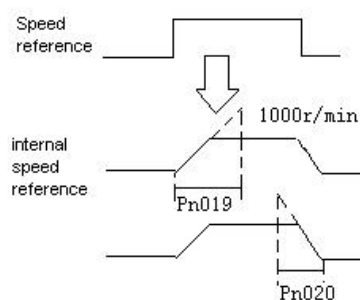 Speed
reference
1000r/min
internal
speed
reference
Pn019
Pn020